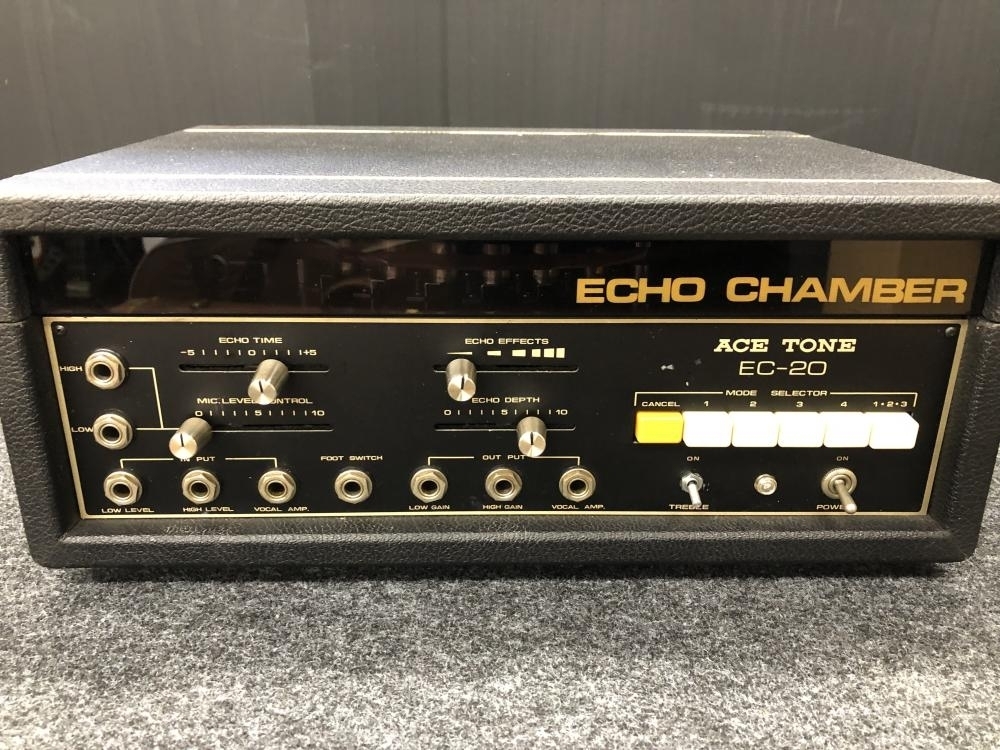 ECHO CHAMBER
ECHO TIME
-5 0 +5
ECHO EFFECTS
ACE TONE
EC-20
HIGH
MIC. LEVEL CONTROL
0 5 10
ECHO DEPTH
0 5 10
MODE SELECTOR
CANCEL 1 2 3 4 1•2•3
LOW
IN PUT
FOOT SWITCH
OUT PUT
ON
ON
LOW LEVEL
HIGH LEVEL
VOCAL AMP.
LOW GAIN
HIGH GAIN
VOCAL AMP.
TREEZE
POWER